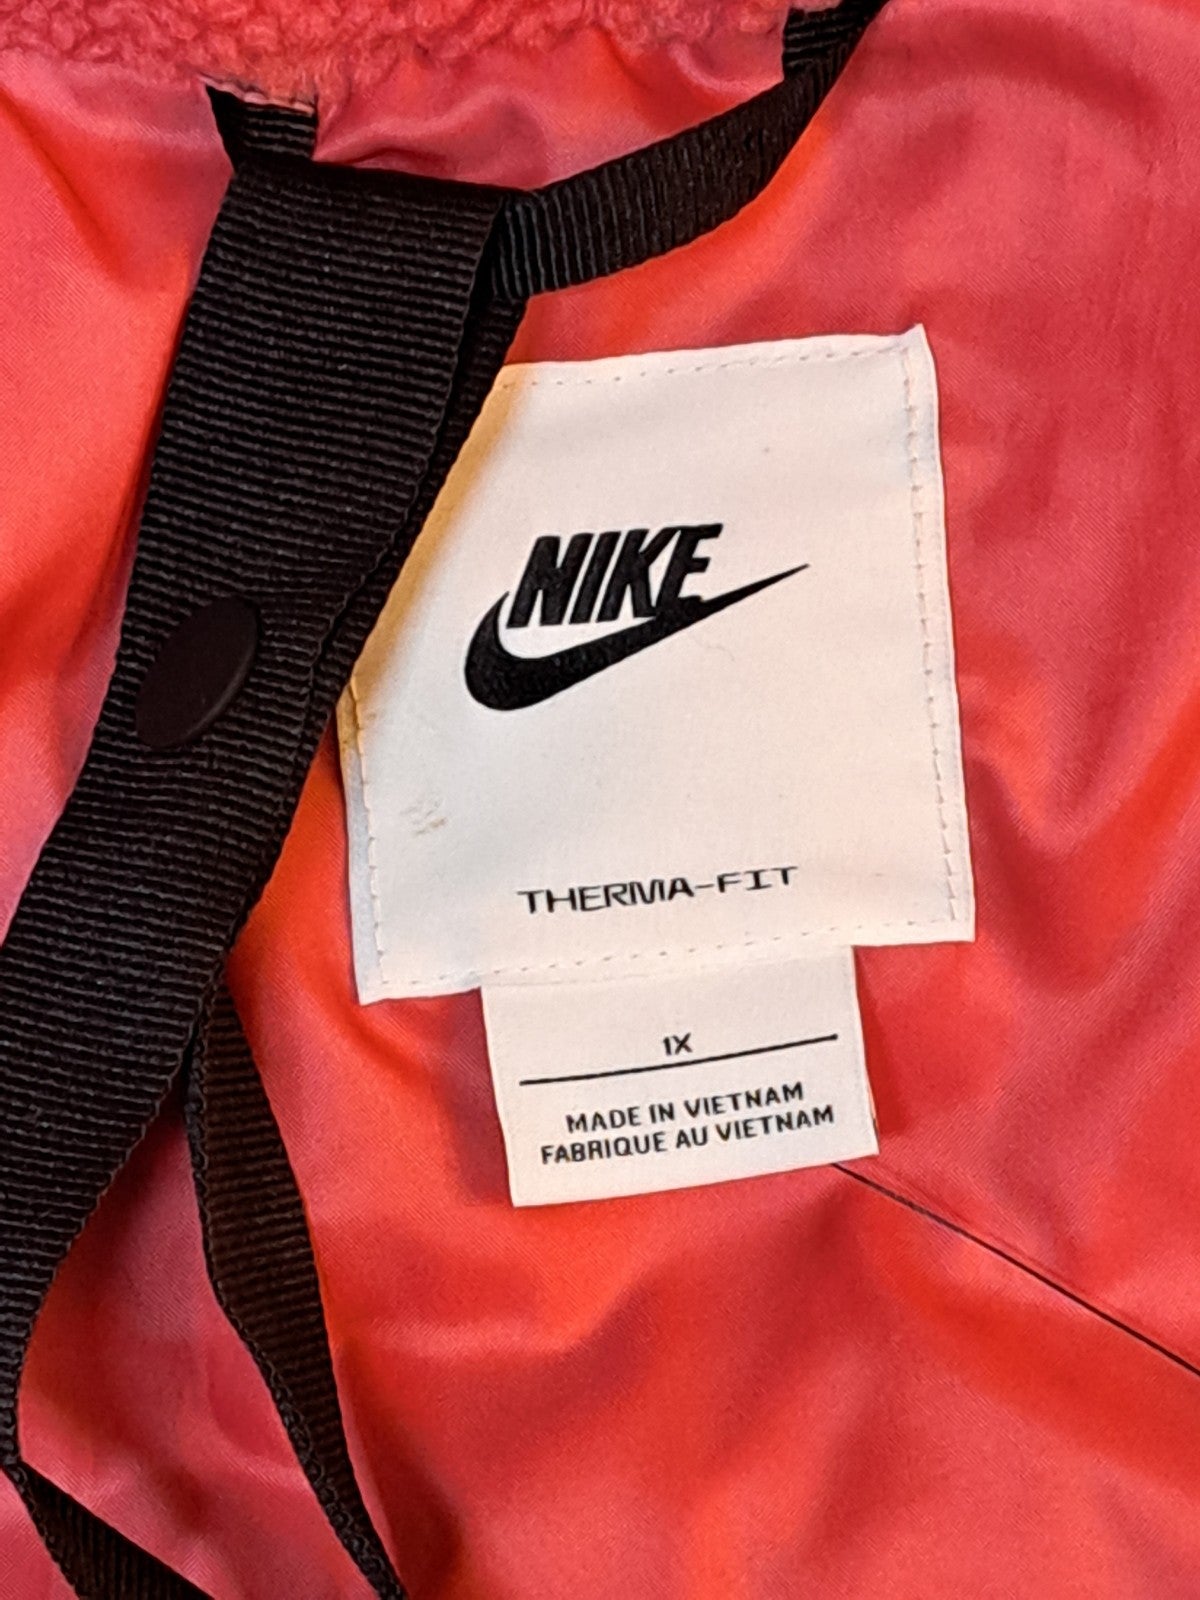 NIKE
THERMA-FIT
1X
MADE IN VIETNAM
FABRIQUE AU VIETNAM